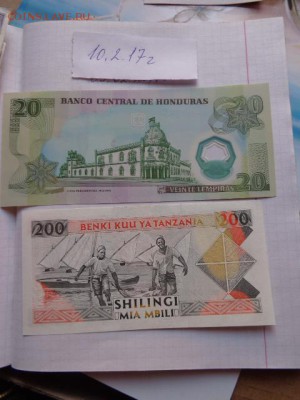 10.2.17г
20
BANCO CENTRAL DE HONDURAS
20
VEINTE LEMPIRAS
20
200
BENKI KUU YA TANZANIA
200
SHILINGI
MIA MBILI